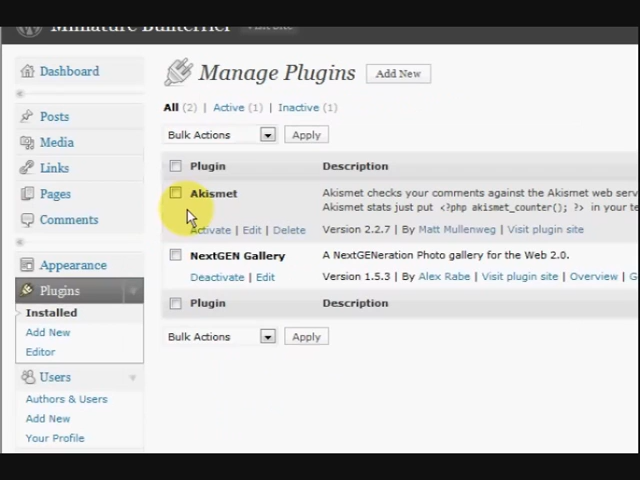 Miniature Bullterrier Visit Site
Dashboard
Posts
Media
Links
Pages
Comments
Appearance
Plugins
Installed
Add New
Editor
Users
Authors & Users
Add New
Your Profile
Manage Plugins Add New
All (2) | Active (1) | Inactive (1)
Bulk Actions Apply
Plugin Description
Akismet Akismet checks your comments against the Akismet web serv
Akismet stats just put <?php akismet_counter(); ?> in your te
Activate | Edit | Delete Version 2.2.7 | By Matt Mullenweg | Visit plugin site
NextGEN Gallery A NextGENeration Photo gallery for the Web 2.0.
Deactivate | Edit Version 1.5.3 | By Alex Rabe | Visit plugin site | Overview | G
Plugin Description
Bulk Actions Apply